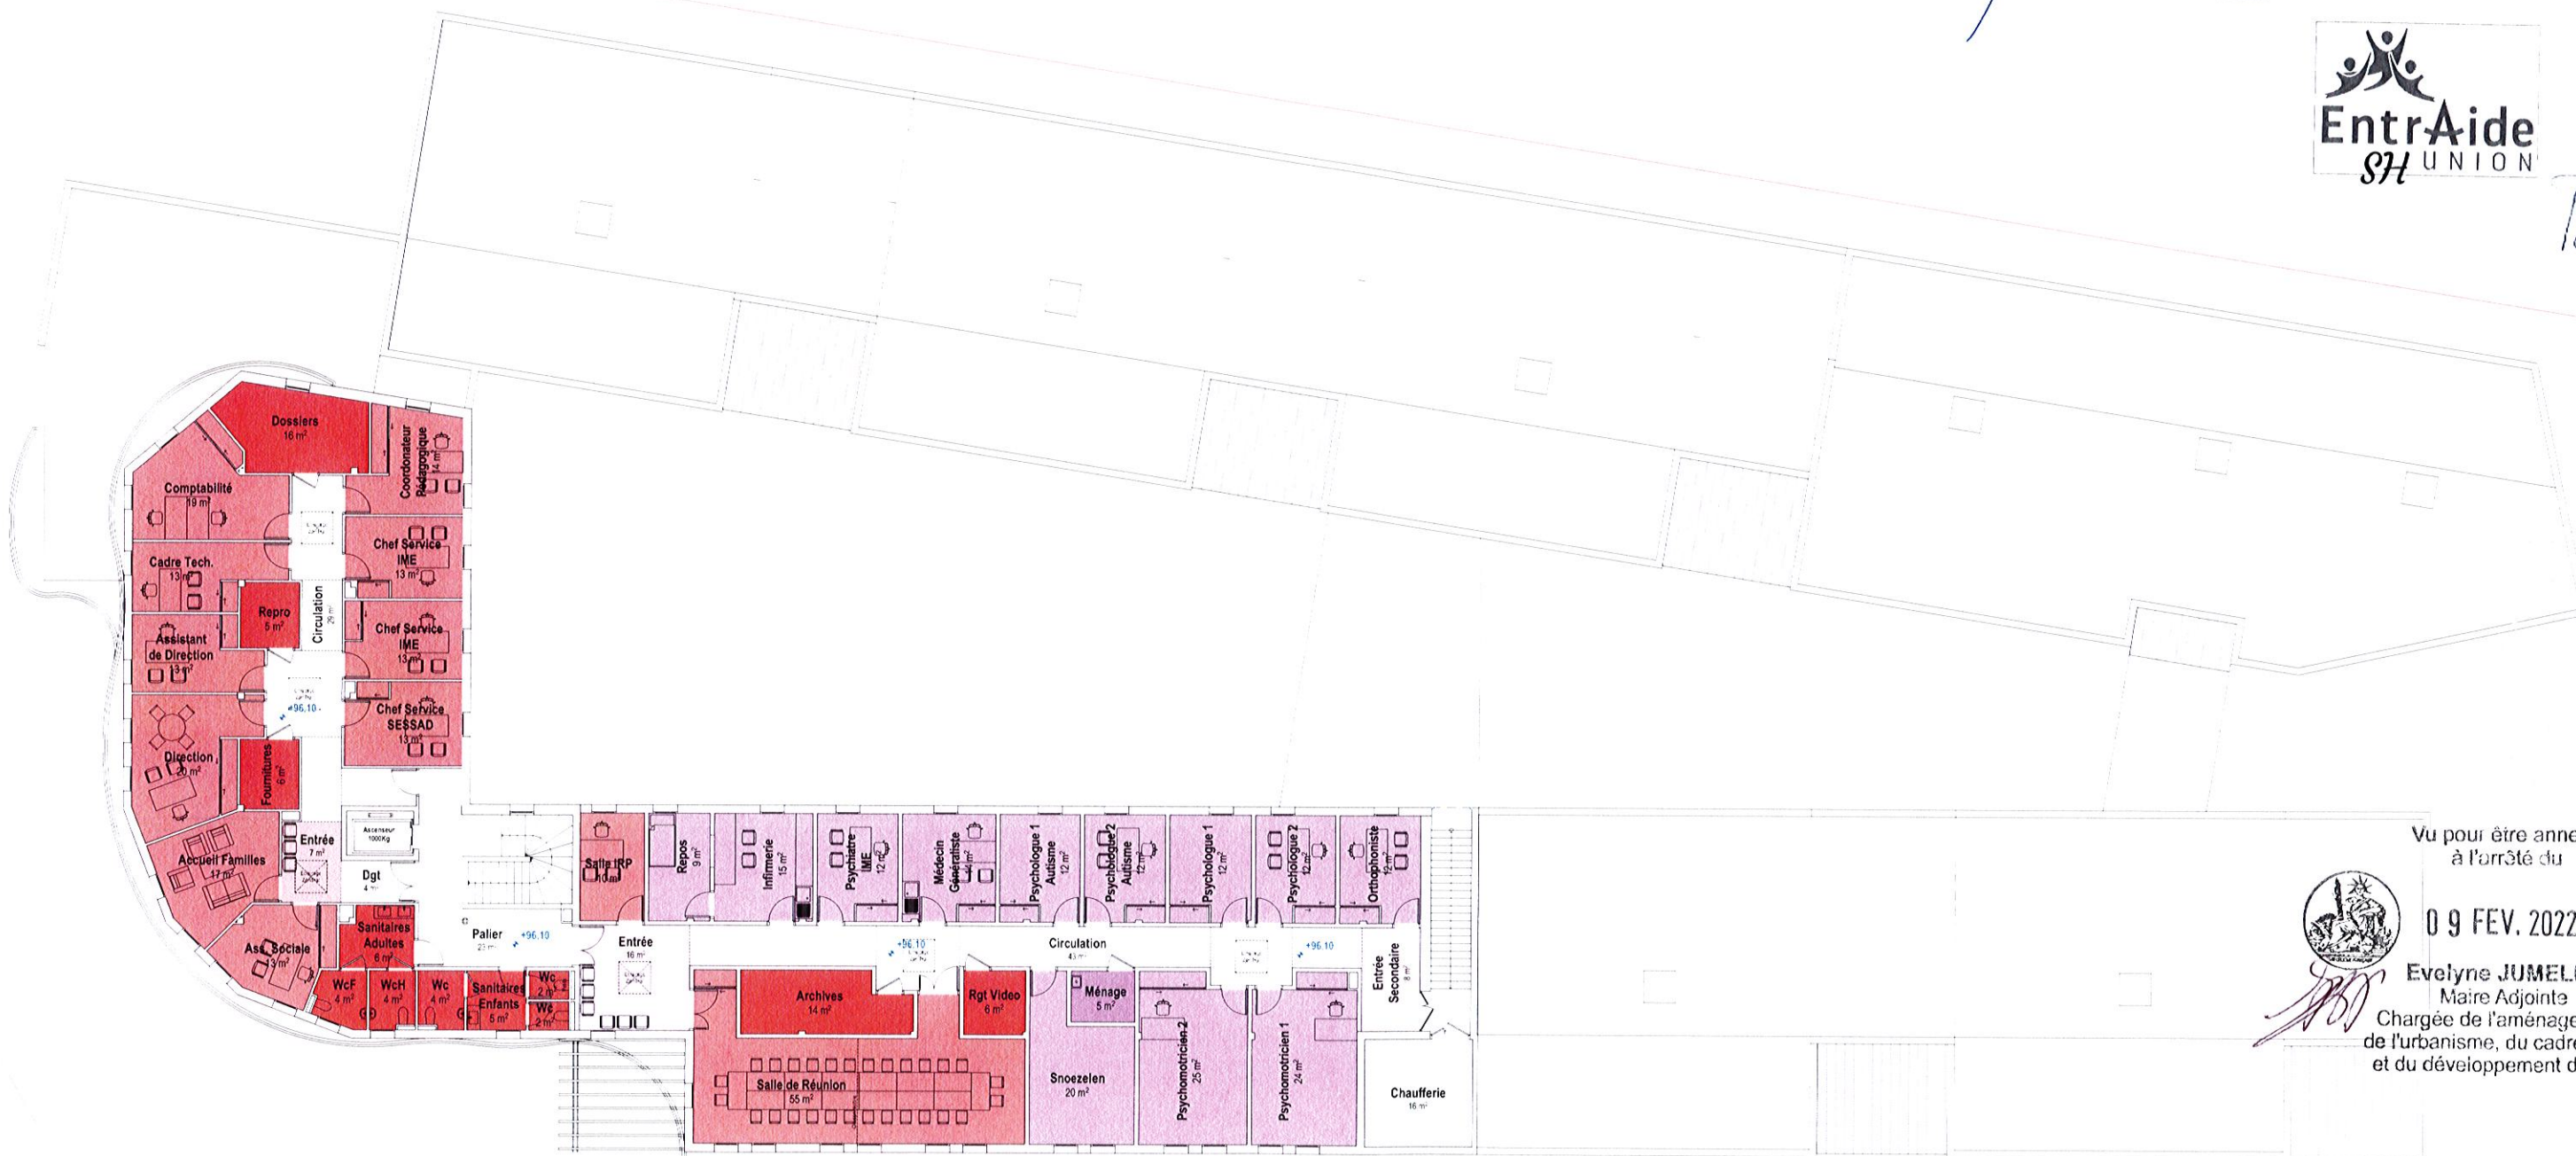 EntrAide
SH UNION
Dossiers
16 m²
Coordonateur
Pédagogique
14 m²
Comptabilité
19 m²
Chef Service
IME
13 m²
Cadre Tech.
13 m²
Repro
5 m²
Circulation
29 m²
Chef Service
IME
13 m²
Assistant
de Direction
13 m²
+96.10
Chef Service
SESSAD
13 m²
Direction
20 m²
Fournitures
6 m²
Entrée
7 m²
Ascenseur
1000Kg
Accueil Familles
17 m²
Dgt
4 m²
Ass. Sociale
13 m²
Sanitaires
Adultes
6 m²
Palier
23 m²
+96.10
WcF
4 m²
WcH
4 m²
Wc
4 m²
Sanitaires
Enfants
5 m²
Wc
2 m²
Wc
2 m²
Entrée
16 m²
Salle IRP
10 m²
Repos
9 m²
Infirmerie
15 m²
Psychiatre
IME
12 m²
Médecin
Généraliste
14 m²
Psychologue 1
Autisme
12 m²
Psychologue 2
Autisme
12 m²
Psychologue 1
12 m²
Psychologue 2
12 m²
Orthophoniste
12 m²
+96.10
Circulation
43 m²
+96.10
Entrée
Secondaire
8 m²
Archives
14 m²
Rgt Video
6 m²
Ménage
5 m²
Salle de Réunion
55 m²
Snoezelen
20 m²
Psychomotricien 2
25 m²
Psychomotricien 1
24 m²
Chaufferie
16 m²
Vu pour être anne
à l'arrêté du
09 FEV. 2022
Evelyne JUMEL
Maire Adjointe
Chargée de l'aménage
de l'urbanisme, du cadre
et du développement d